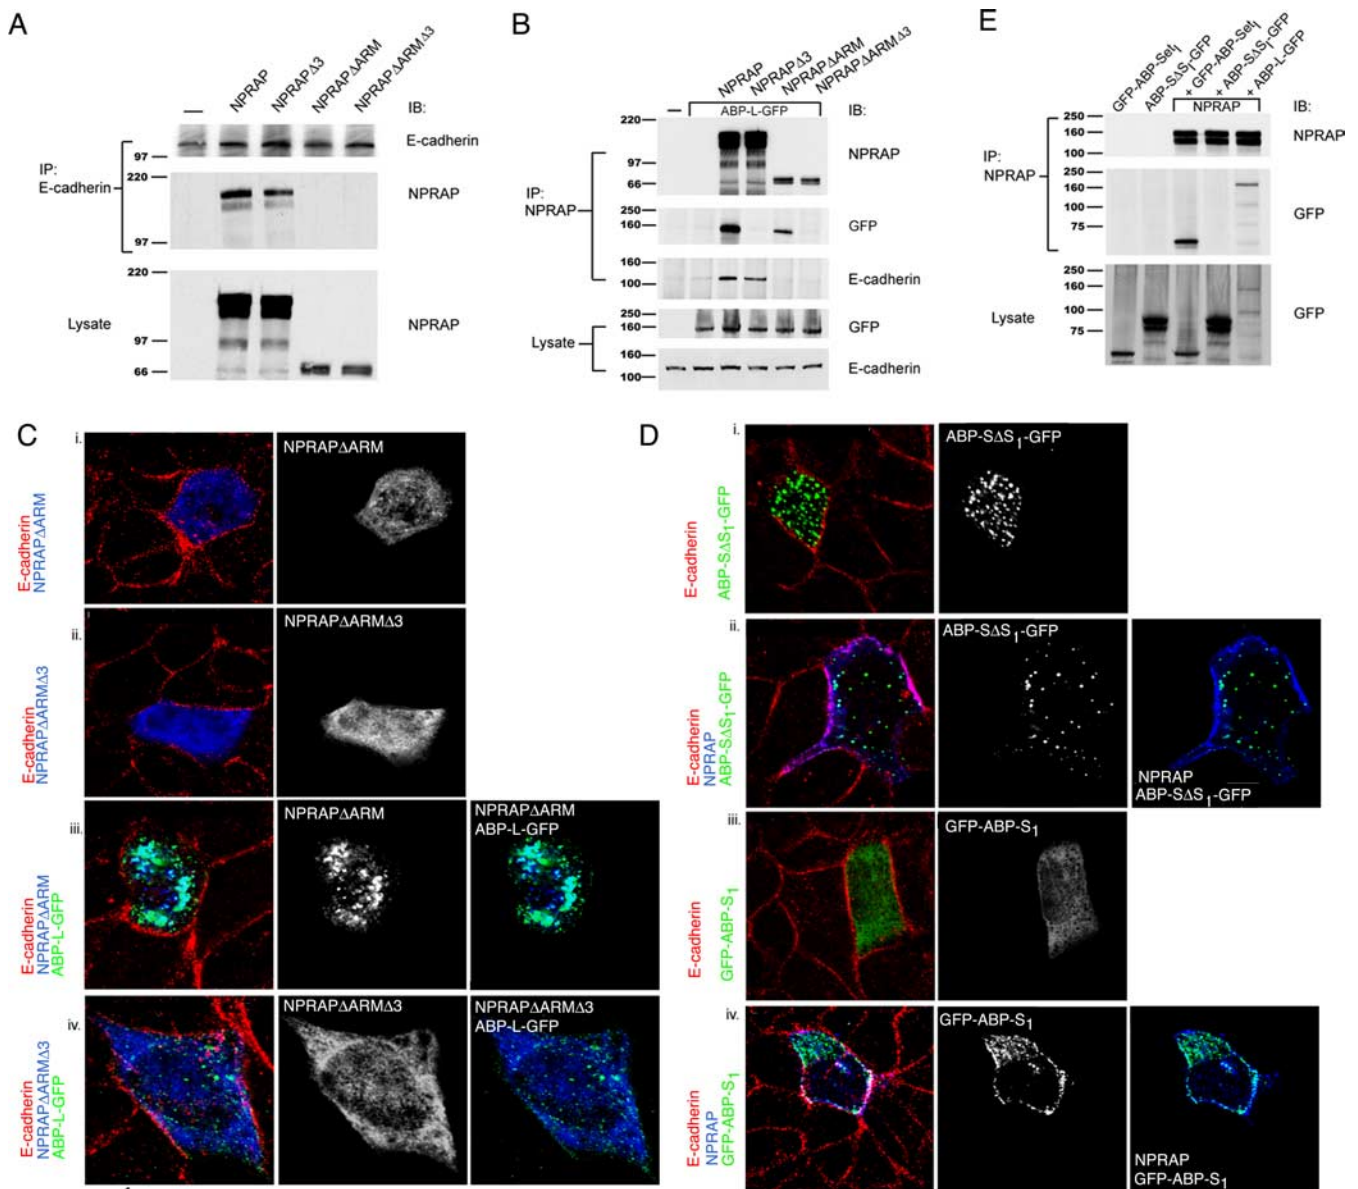 A
—
NPRAP
NPRAPΔ3
NPRAPΔARM
NPRAPΔARMΔ3
IB:
IP:
E-cadherin
97
220
97
E-cadherin
NPRAP
Lysate
220
97
66
NPRAP
B
—
NPRAP
NPRAPΔ3
NPRAPΔARM
NPRAPΔARMΔ3
ABP-L-GFP
IB:
IP:
NPRAP
220
97
66
NPRAP
250
160
GFP
160
100
E-cadherin
Lysate
250
160
GFP
160
100
E-cadherin
E
GFP-ABP-Set₁
ABP-SΔS₁-GFP
+ GFP-ABP-Set₁
+ ABP-SΔS₁-GFP
+ ABP-L-GFP
NPRAP
IB:
IP:
NPRAP
250
160
100
NPRAP
250
160
100
75
GFP
Lysate
250
160
100
75
GFP
C
i.
E-cadherin
NPRAPΔARM
NPRAPΔARM
ii.
E-cadherin
NPRAPΔARMΔ3
NPRAPΔARMΔ3
iii.
E-cadherin
NPRAPΔARM
ABP-L-GFP
NPRAPΔARM
NPRAPΔARM
ABP-L-GFP
iv.
E-cadherin
NPRAPΔARMΔ3
ABP-L-GFP
NPRAPΔARMΔ3
NPRAPΔARMΔ3
ABP-L-GFP
D
i.
E-cadherin
ABP-SΔS₁-GFP
ABP-SΔS₁-GFP
ii.
E-cadherin
NPRAP
ABP-SΔS₁-GFP
ABP-SΔS₁-GFP
NPRAP
ABP-SΔS₁-GFP
iii.
E-cadherin
GFP-ABP-S₁
GFP-ABP-S₁
iv.
E-cadherin
NPRAP
GFP-ABP-S₁
GFP-ABP-S₁
NPRAP
GFP-ABP-S₁